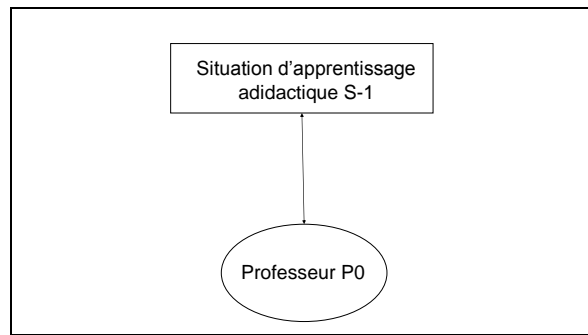 Situation d’apprentissage
adidactique S-1
Professeur P0